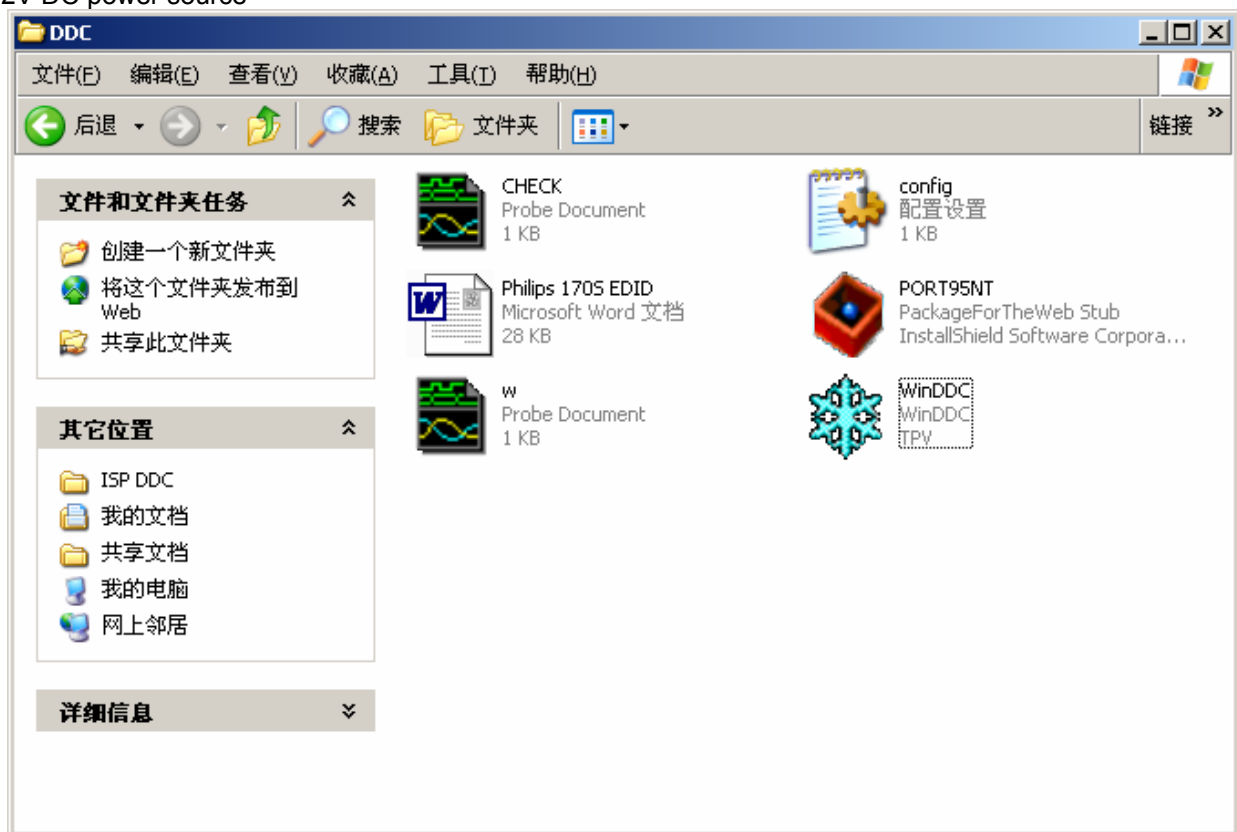 2V DC power source
DDC
文件(F) 编辑(E) 查看(V) 收藏(A) 工具(T) 帮助(H)
后退 搜索 文件夹 链接 »
文件和文件夹任务
创建一个新文件夹
将这个文件夹发布到
Web
共享此文件夹
其它位置
ISP DDC
我的文档
共享文档
我的电脑
网上邻居
详细信息
CHECK
Probe Document
1 KB
config
配置设置
1 KB
Philips 170S EDID
Microsoft Word 文档
28 KB
PORT95NT
PackageForTheWeb Stub
InstallShield Software Corpora...
w
Probe Document
1 KB
WinDDC
WinDDC
TPV